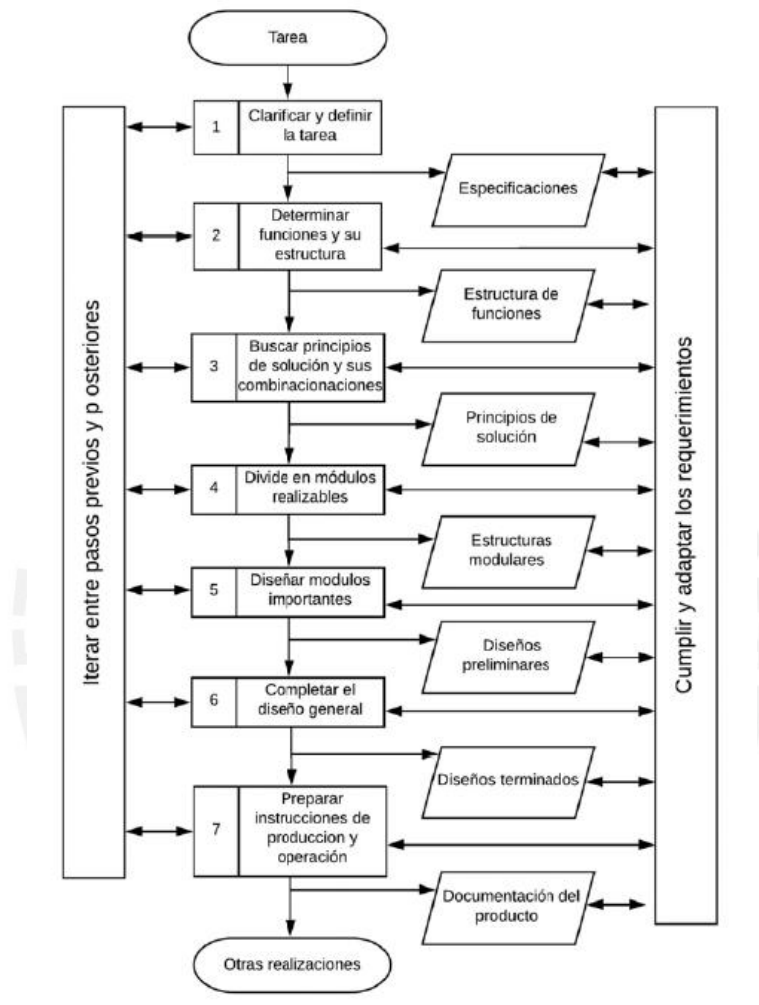 Tarea
1
Clarificar y definir
la tarea
Especificaciones
2
Determinar
funciones y su
estructura
Estructura de
funciones
3
Buscar principios
de solución y sus
combinacionaciones
Principios de
solución
4
Divide en módulos
realizables
Estructuras
modulares
5
Diseñar modulos
importantes
Diseños
preliminares
6
Completar el
diseño general
Diseños terminados
7
Preparar
instrucciones de
produccion y
operación
Documentación del
producto
Otras realizaciones
Iterar entre pasos previos y p osteriores
Cumplir y adaptar los requerimientos